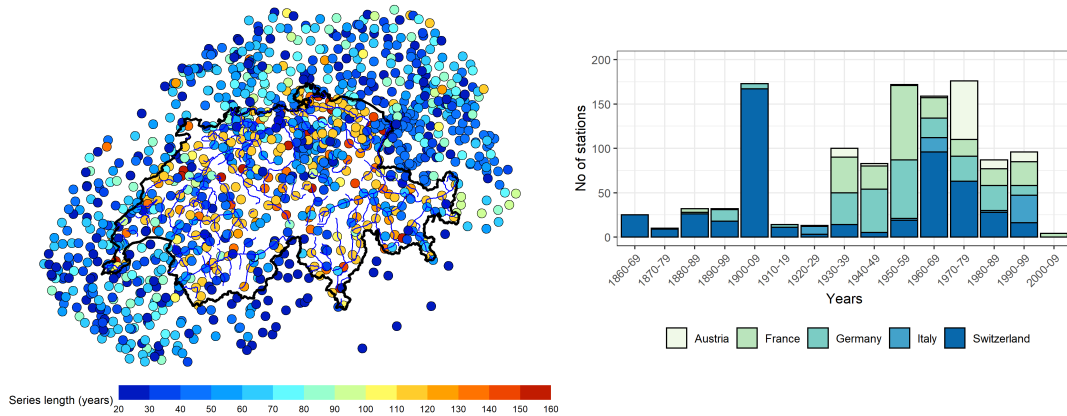 Series length (years)
20 30 40 50 60 70 80 90 100 110 120 130 140 150 160
No of stations
200
150
100
50
0
1860-69 1870-79 1880-89 1890-99 1900-09 1910-19 1920-29 1930-39 1940-49 1950-59 1960-69 1970-79 1980-89 1990-99 2000-09
Years
Austria France Germany Italy Switzerland